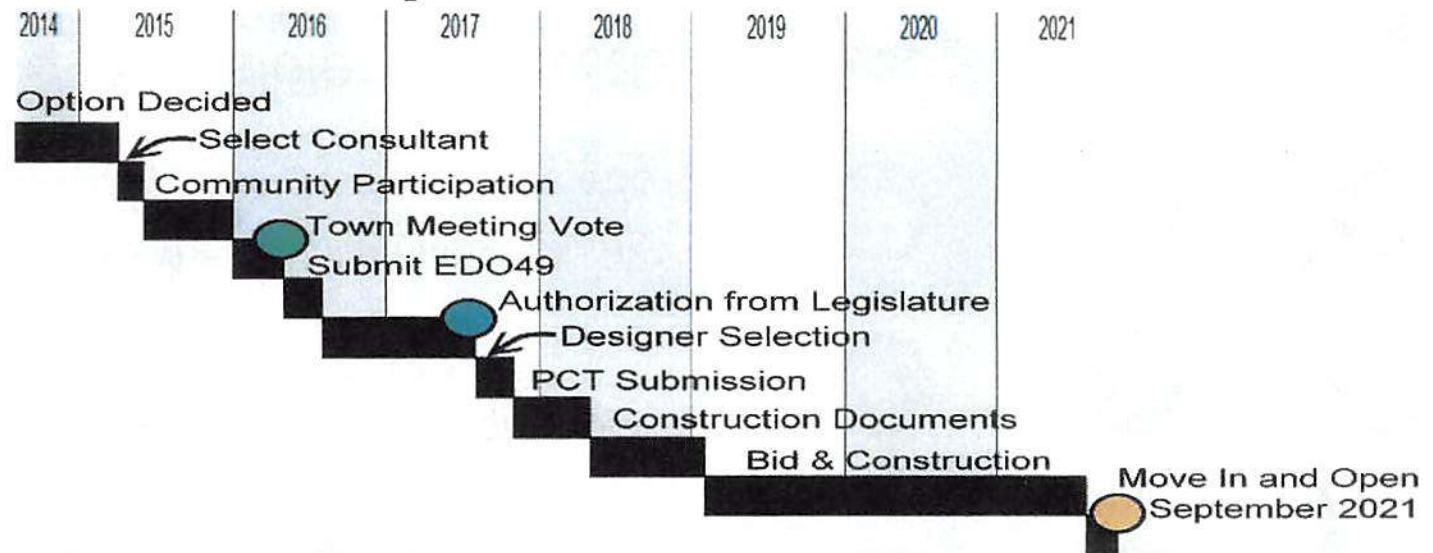 2014 2015 2016 2017 2018 2019 2020 2021
Option Decided
Select Consultant
Community Participation
Town Meeting Vote
Submit EDO49
Authorization from Legislature
Designer Selection
PCT Submission
Construction Documents
Bid & Construction
Move In and Open
September 2021